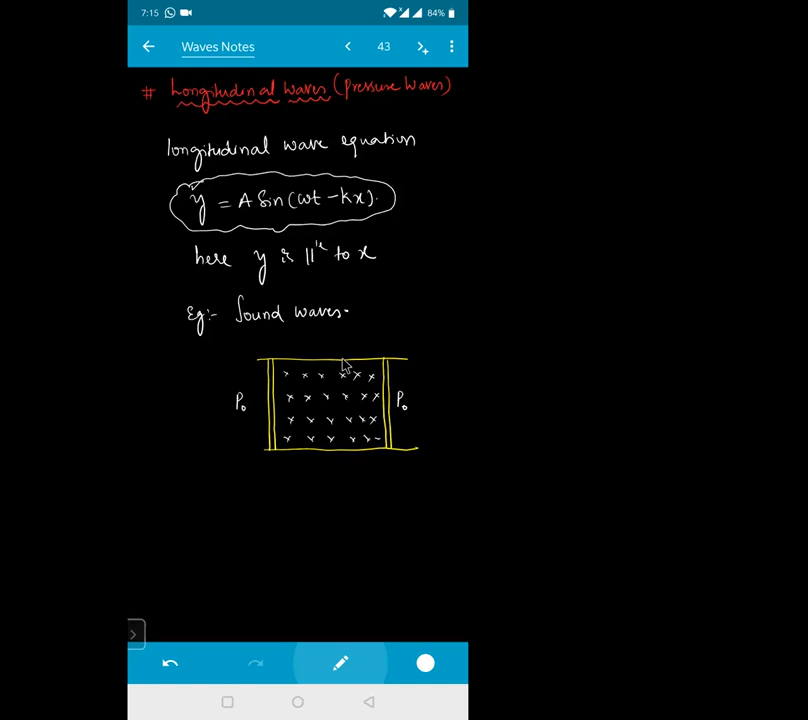 7:15 84%
Waves Notes 43
# Longitudinal waves (Pressure Waves)
longitudinal wave equation
y = A Sin(ωt - kx).
here y is ||ˡᵉ to x
Eg:- Sound waves.
P₀ P₀